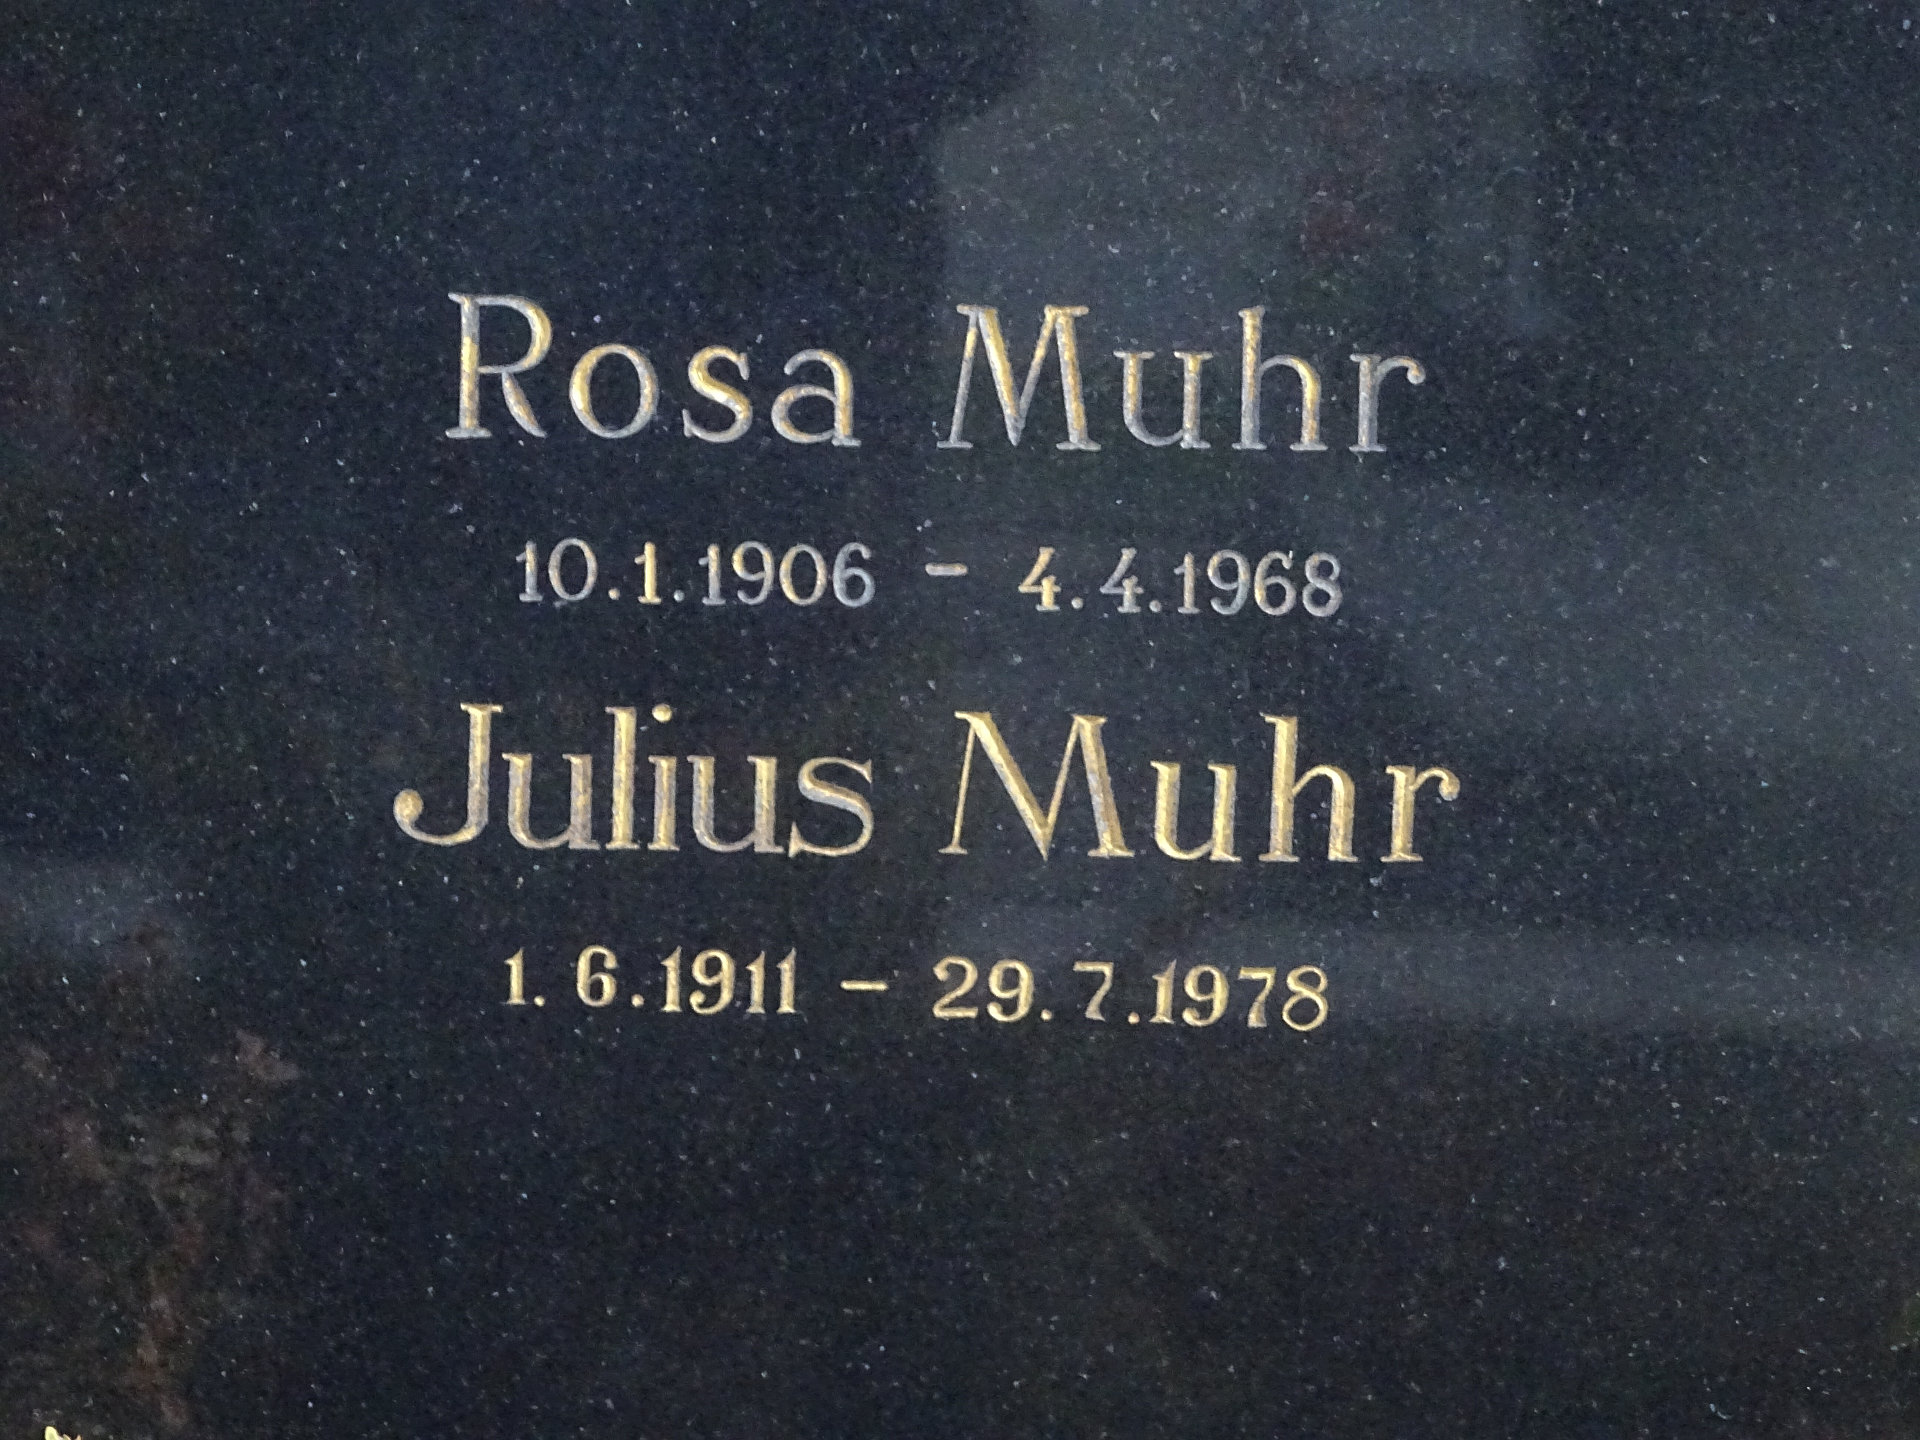 Rosa Muhr
10.1.1906 - 4.4.1968
Julius Muhr
1.6.1911 - 29.7.1978